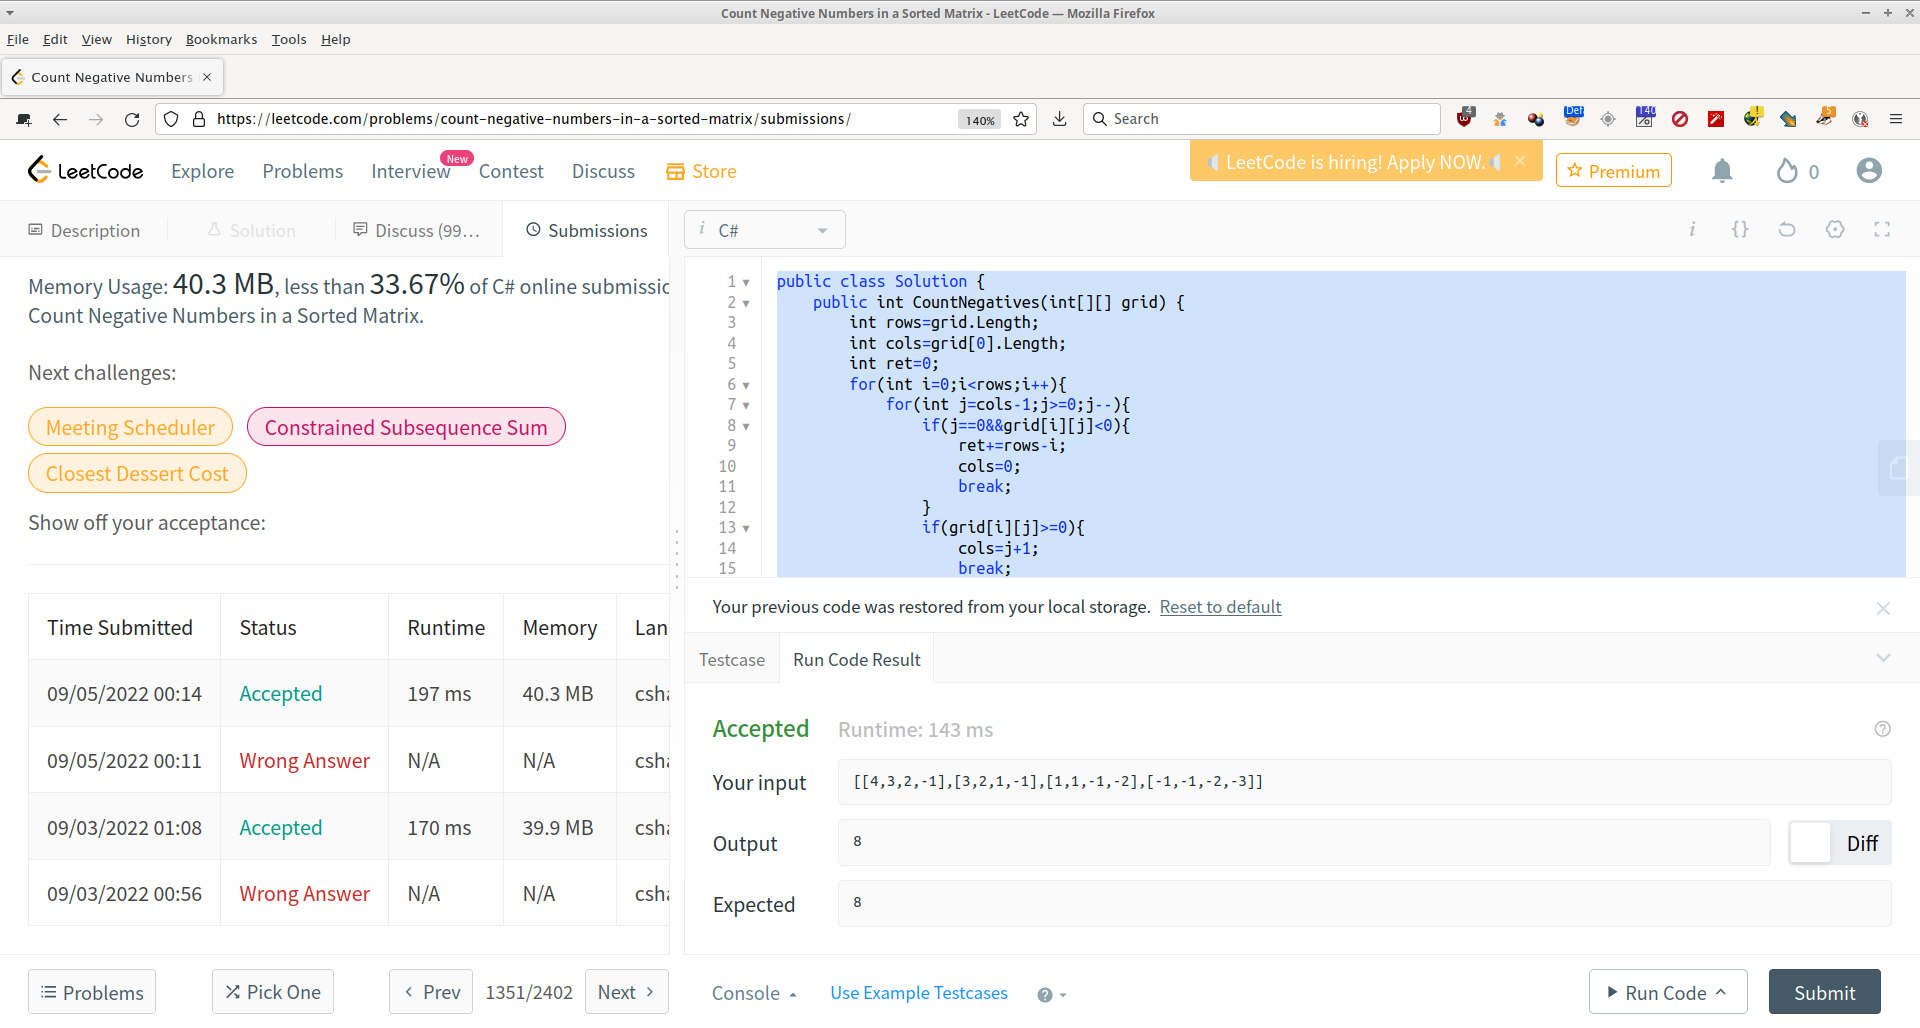 Count Negative Numbers in a Sorted Matrix - LeetCode — Mozilla Firefox
File Edit View History Bookmarks Tools Help
Count Negative Numbers
https://leetcode.com/problems/count-negative-numbers-in-a-sorted-matrix/submissions/ 140% Search 4 Def 140 5
LeetCode Explore Problems Interview New Contest Discuss Store LeetCode is hiring! Apply NOW. Premium 0
Description Solution Discuss (99... Submissions
Memory Usage: 40.3 MB, less than 33.67% of C# online submissic
Count Negative Numbers in a Sorted Matrix.
Next challenges:
Meeting Scheduler Constrained Subsequence Sum
Closest Dessert Cost
Show off your acceptance:
Time Submitted Status Runtime Memory Lan
09/05/2022 00:14 Accepted 197 ms 40.3 MB csha
09/05/2022 00:11 Wrong Answer N/A N/A csha
09/03/2022 01:08 Accepted 170 ms 39.9 MB csha
09/03/2022 00:56 Wrong Answer N/A N/A csha
Problems Pick One Prev 1351/2402 Next
i C#
i {}
1 public class Solution {
2 public int CountNegatives(int[][] grid) {
3 int rows=grid.Length;
4 int cols=grid[0].Length;
5 int ret=0;
6 for(int i=0;i<rows;i++){
7 for(int j=cols-1;j>=0;j--){
8 if(j==0&&grid[i][j]<0){
9 ret+=rows-i;
10 cols=0;
11 break;
12 }
13 if(grid[i][j]>=0){
14 cols=j+1;
15 break;
Your previous code was restored from your local storage. Reset to default
Testcase Run Code Result
Accepted Runtime: 143 ms
Your input [[4,3,2,-1],[3,2,1,-1],[1,1,-1,-2],[-1,-1,-2,-3]]
Output 8 Diff
Expected 8
Console Use Example Testcases Run Code Submit